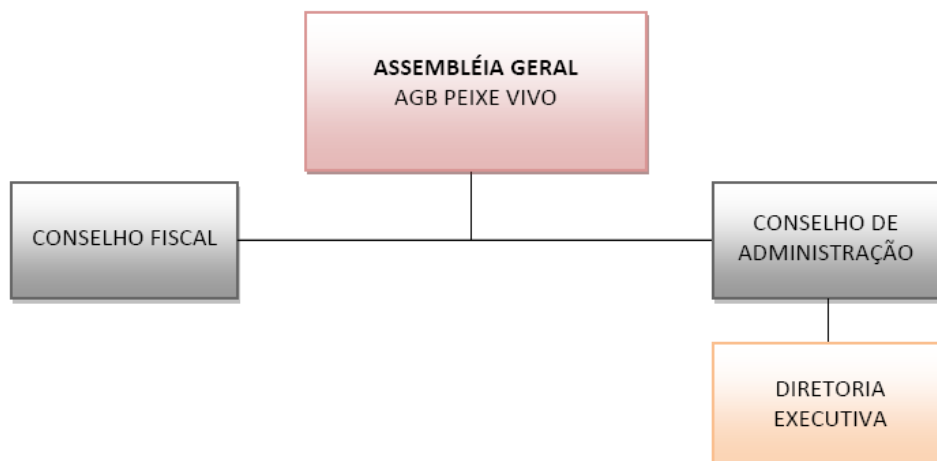 ASSEMBLÉIA GERAL
AGB PEIXE VIVO
CONSELHO FISCAL
CONSELHO DE
ADMINISTRAÇÃO
DIRETORIA
EXECUTIVA